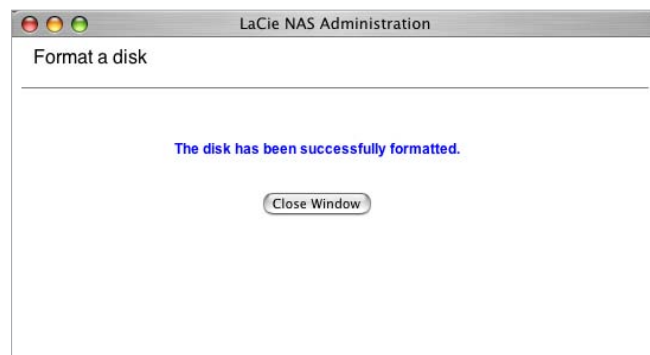 LaCie NAS Administration
Format a disk
The disk has been successfully formatted.
Close Window